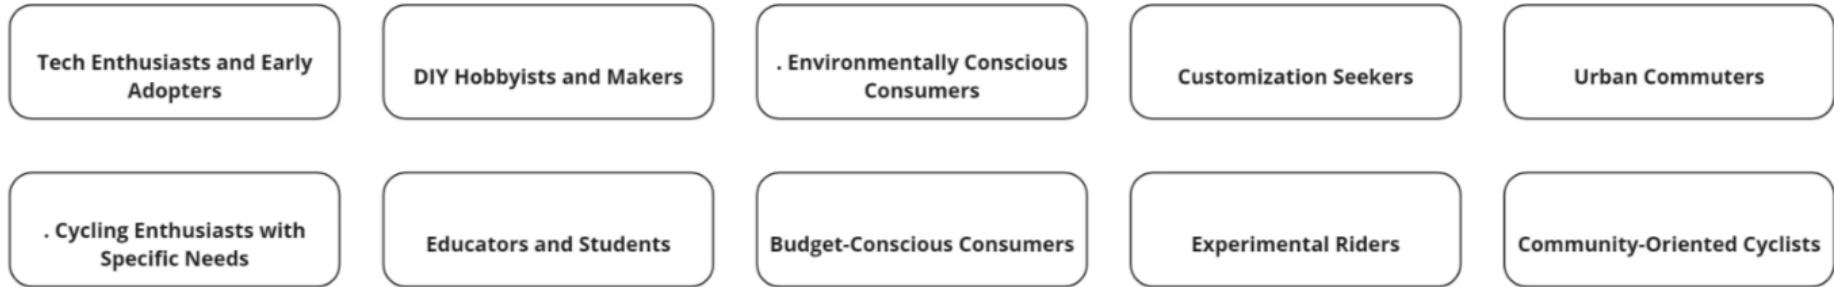 Tech Enthusiasts and Early
Adopters
DIY Hobbyists and Makers
. Environmentally Conscious
Consumers
Customization Seekers
Urban Commuters
. Cycling Enthusiasts with
Specific Needs
Educators and Students
Budget-Conscious Consumers
Experimental Riders
Community-Oriented Cyclists